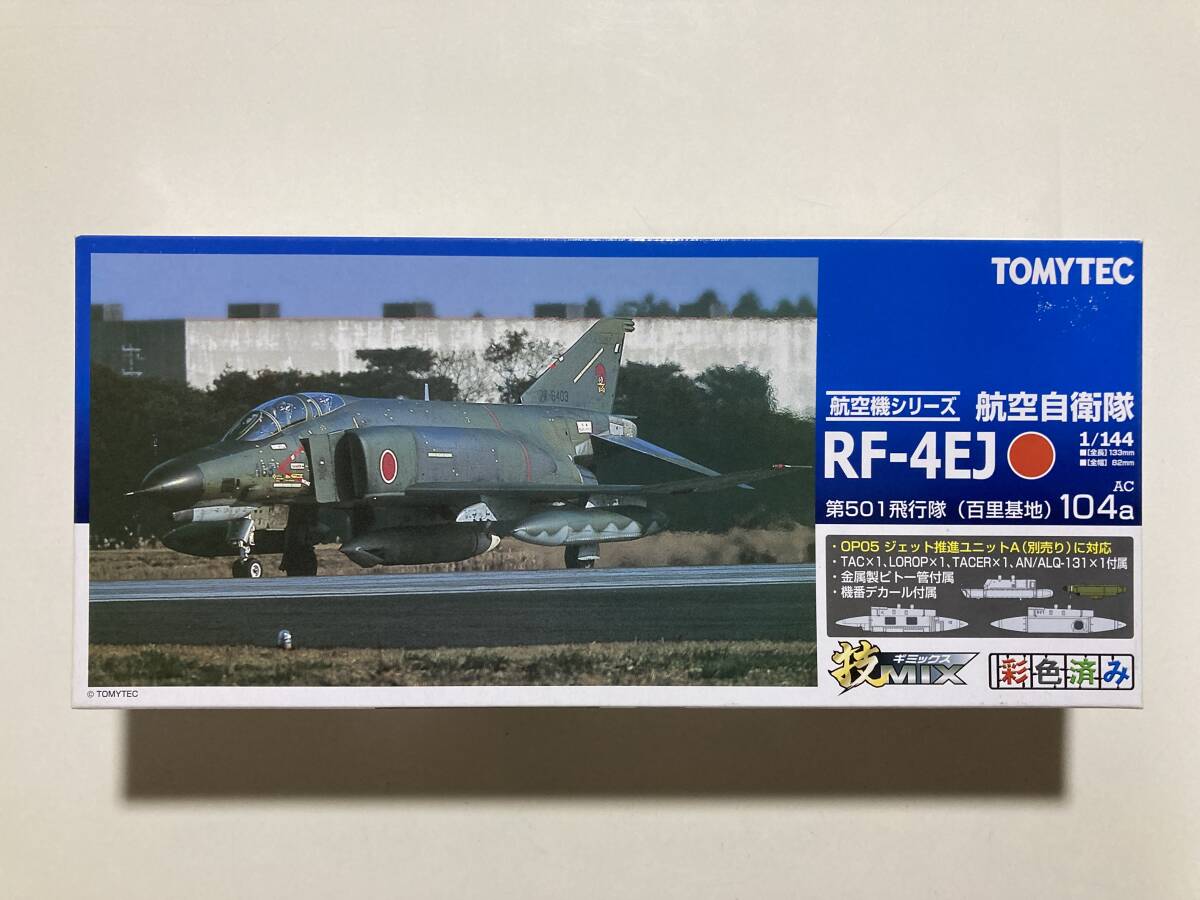 TOMYTEC
航空機シリーズ 航空自衛隊
RF-4EJ
1/144
■[全長]133mm
■[全幅]82mm
第501飛行隊（百里基地） AC 104a
・OP05 ジェット推進ユニットA（別売り）に対応
・TAC×1、LOROP×1、TACER×1、AN/ALQ-131×1付属
・金属製ピトー管付属
・機番デカール付属
技MIX ギミックス
彩色済み
6403
© TOMYTEC